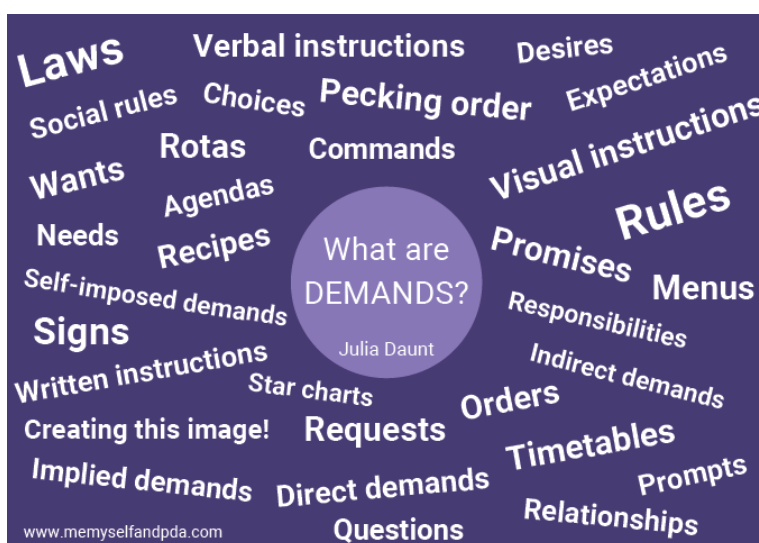 Laws
Verbal instructions
Desires
Social rules
Choices
Pecking order
Expectations
Rotas
Commands
Visual instructions
Wants
Agendas
Rules
Needs
Recipes
What are
DEMANDS?
Julia Daunt
Promises
Menus
Self-imposed demands
Responsibilities
Signs
Indirect demands
Written instructions
Star charts
Orders
Creating this image!
Requests
Timetables
Implied demands
Direct demands
Prompts
Relationships
www.memyselfandpda.com
Questions